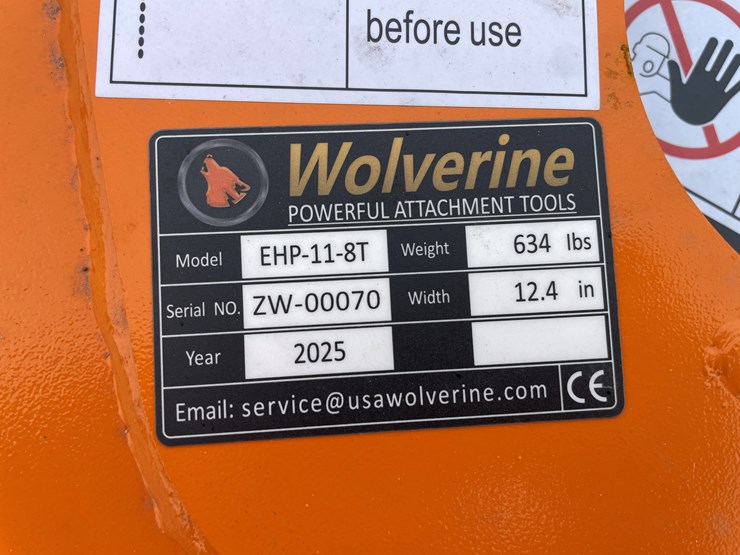 before use
Wolverine
POWERFUL ATTACHMENT TOOLS
Model EHP-11-8T Weight 634 lbs
Serial NO. ZW-00070 Width 12.4 in
Year 2025
Email: service@usawolverine.com CE